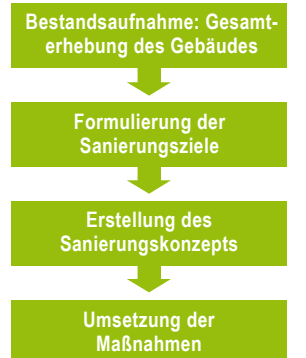 Bestandsaufnahme: Gesamt-
erhebung des Gebäudes
Formulierung der
Sanierungsziele
Erstellung des
Sanierungskonzepts
Umsetzung der
Maßnahmen